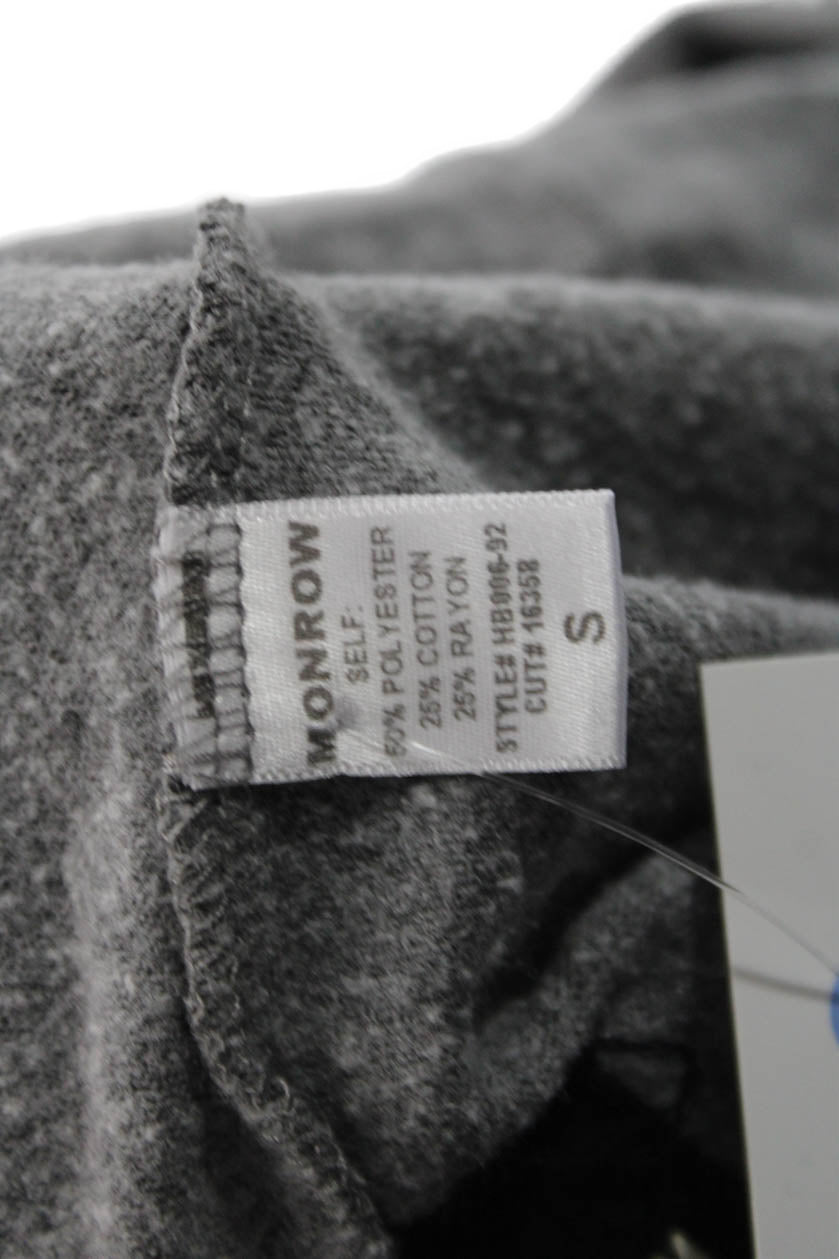 MONROW
SELF:
50% POLYESTER
25% COTTON
25% RAYON
STYLE# HB006-92
CUT# 16358
S